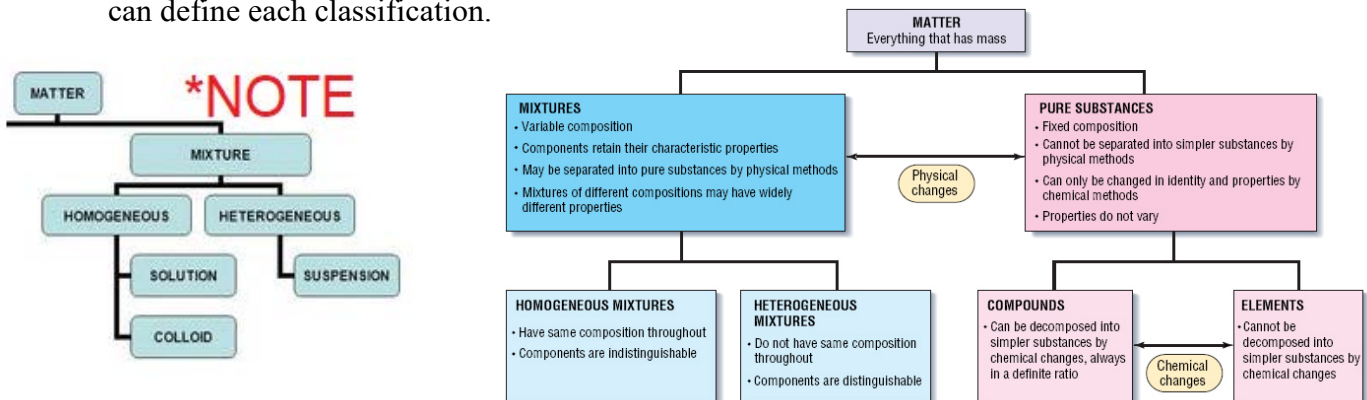 can define each classification.
*NOTE
MATTER
MIXTURE
HOMOGENEOUS
HETEROGENEOUS
SOLUTION
SUSPENSION
COLLOID
MATTER
Everything that has mass
MIXTURES
• Variable composition
• Components retain their characteristic properties
• May be separated into pure substances by physical methods
• Mixtures of different compositions may have widely
different properties
Physical
changes
PURE SUBSTANCES
• Fixed composition
• Cannot be separated into simpler substances by
physical methods
• Can only be changed in identity and properties by
chemical methods
• Properties do not vary
HOMOGENEOUS MIXTURES
• Have same composition throughout
• Components are indistinguishable
HETEROGENEOUS
MIXTURES
• Do not have same composition
throughout
• Components are distinguishable
COMPOUNDS
• Can be decomposed into
simpler substances by
chemical changes, always
in a definite ratio
Chemical
changes
ELEMENTS
• Cannot be
decomposed into
simpler substances by
chemical changes